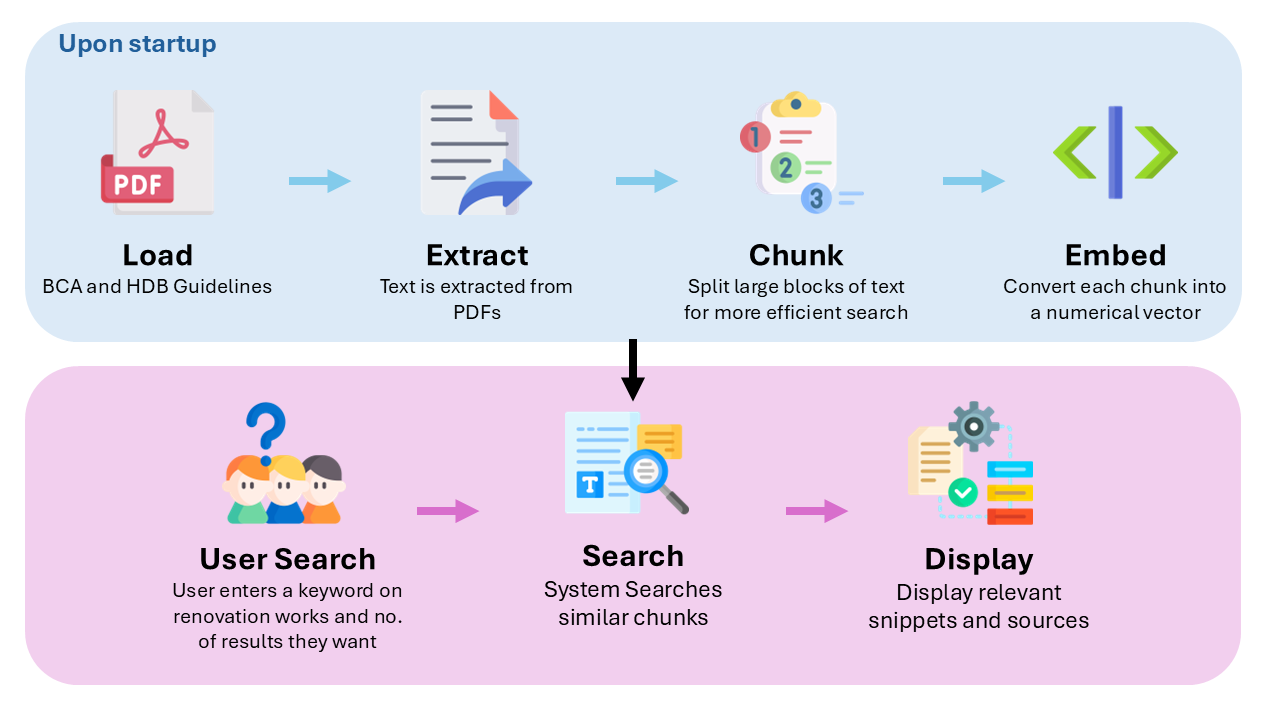 Upon startup
PDF
1
2
3
Load
BCA and HDB Guidelines
Extract
Text is extracted from
PDFs
Chunk
Split large blocks of text
for more efficient search
Embed
Convert each chunk into
a numerical vector
?
T
User Search
User enters a keyword on
renovation works and no.
of results they want
Search
System Searches
similar chunks
Display
Display relevant
snippets and sources